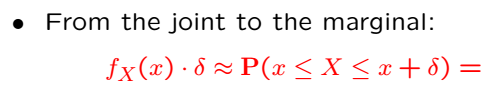 • From the joint to the marginal:
f_X(x) · δ ≈ P(x ≤ X ≤ x + δ) =